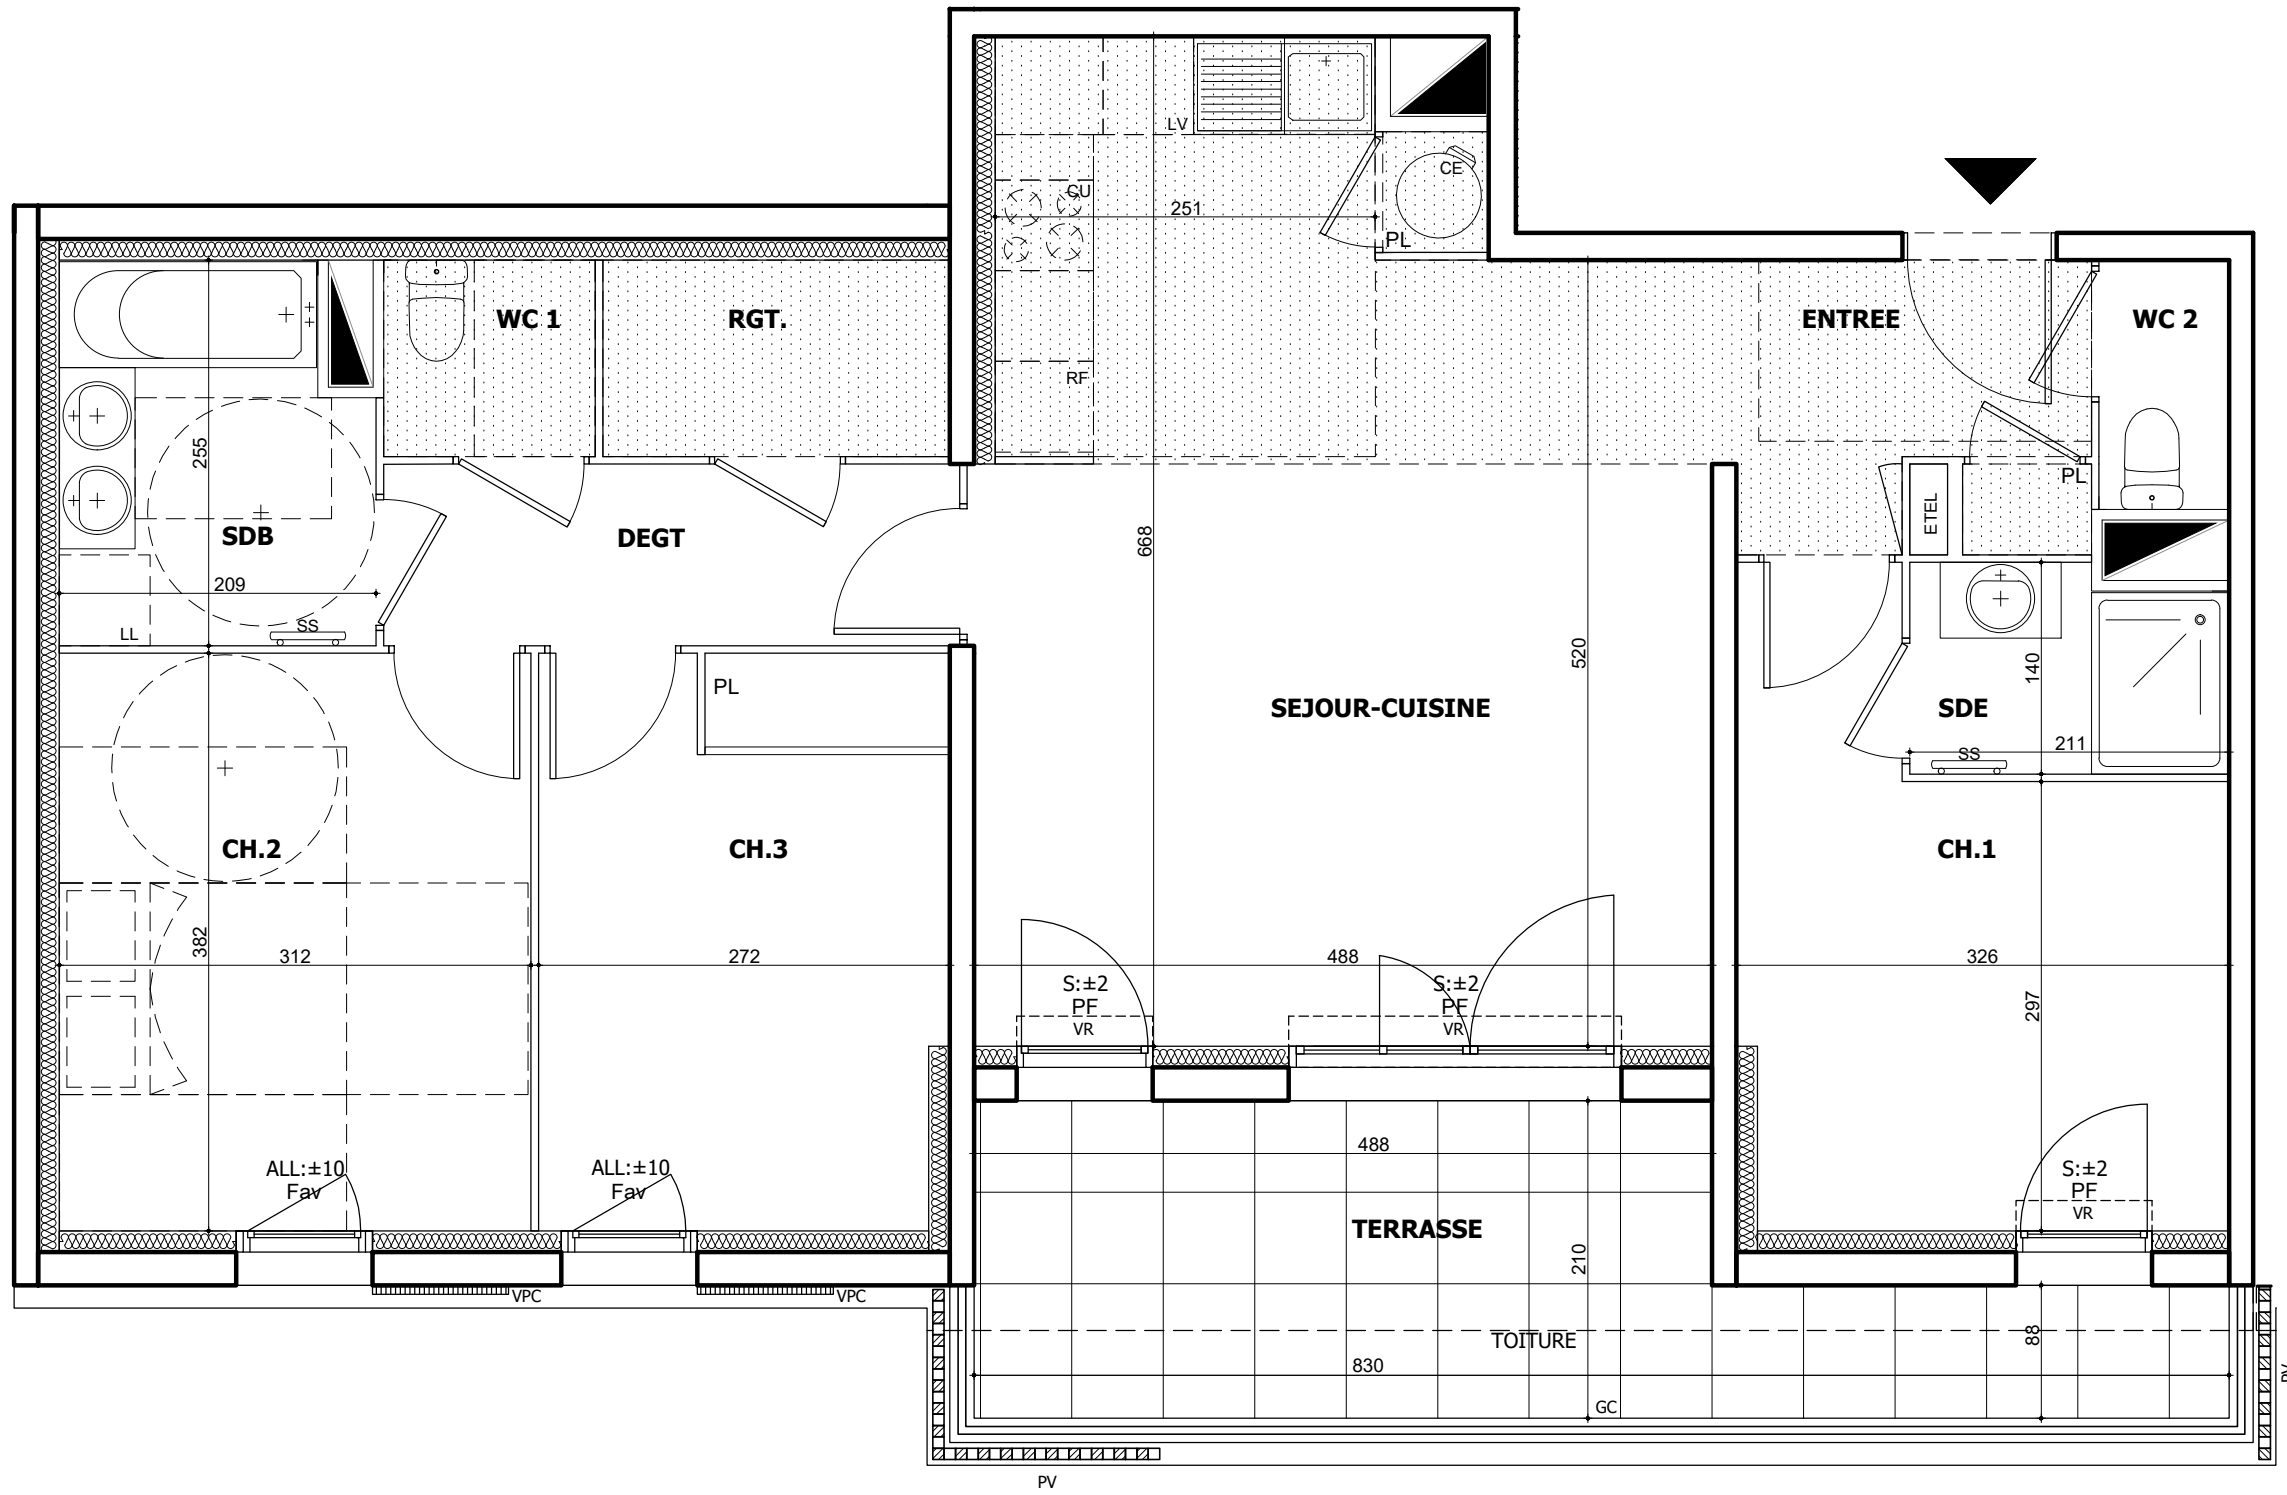 LV
CE
CU
251
PL
WC 1
RGT.
ENTREE
WC 2
RF
PL
255
ETEL
SDB
DEGT
668
209
520
LL
SS
140
PL
SEJOUR-CUISINE
SDE
211
SS
CH.2
CH.3
CH.1
382
312
272
488
326
S:±2
PF
VR
S:±2
PF
VR
297
ALL:±10
Fav
ALL:±10
Fav
488
S:±2
PF
VR
TERRASSE
210
VPC
VPC
TOITURE
88
830
PV
GC
PV